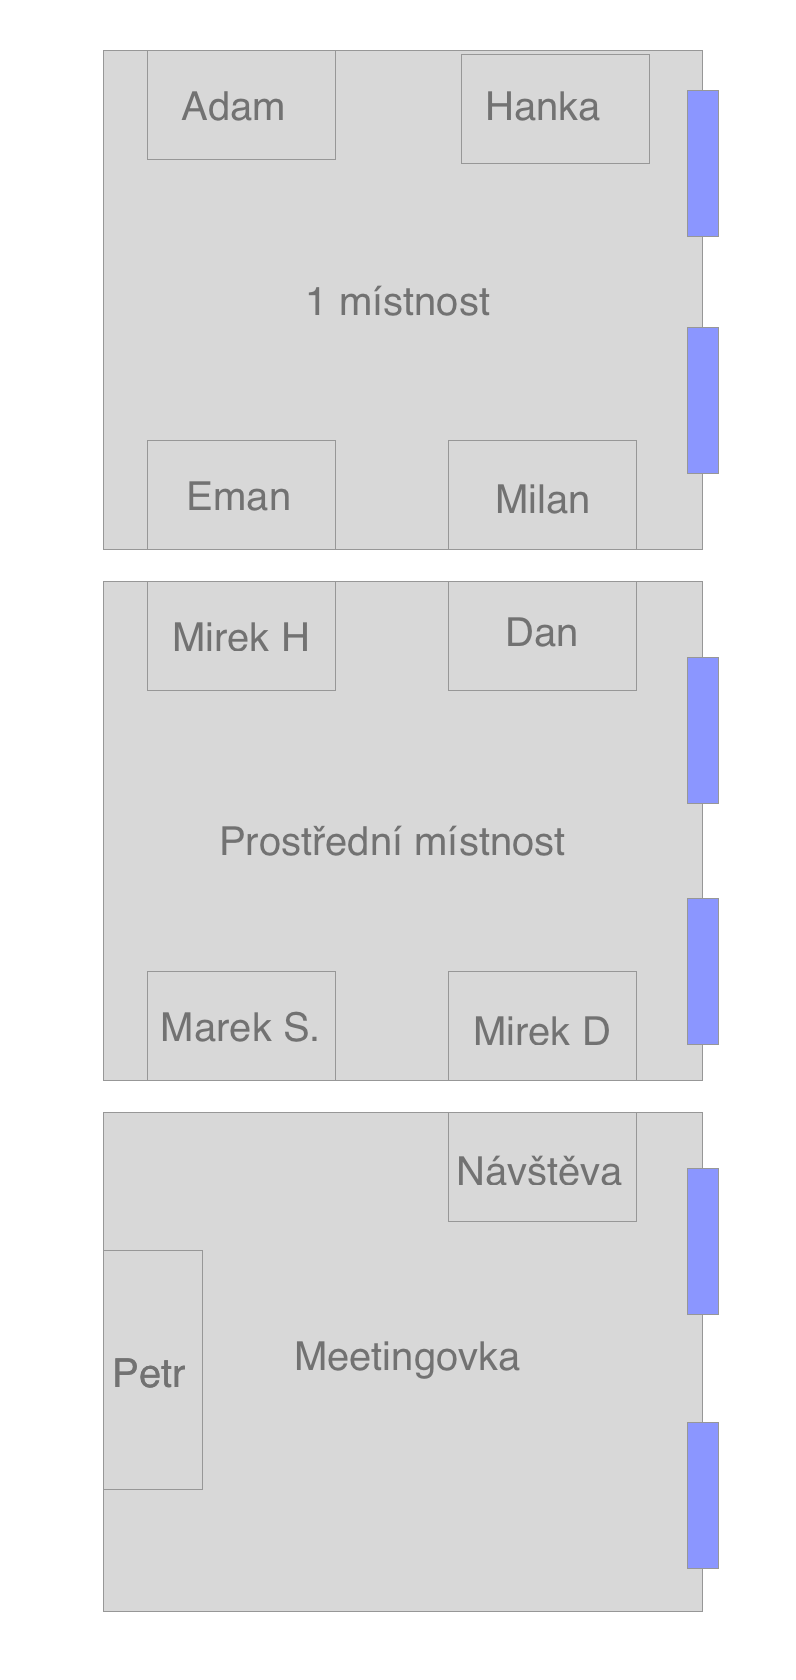 Adam
Hanka
1 místnost
Eman
Milan
Mirek H
Dan
Prostřední místnost
Marek S.
Mirek D
Návštěva
Petr
Meetingovka